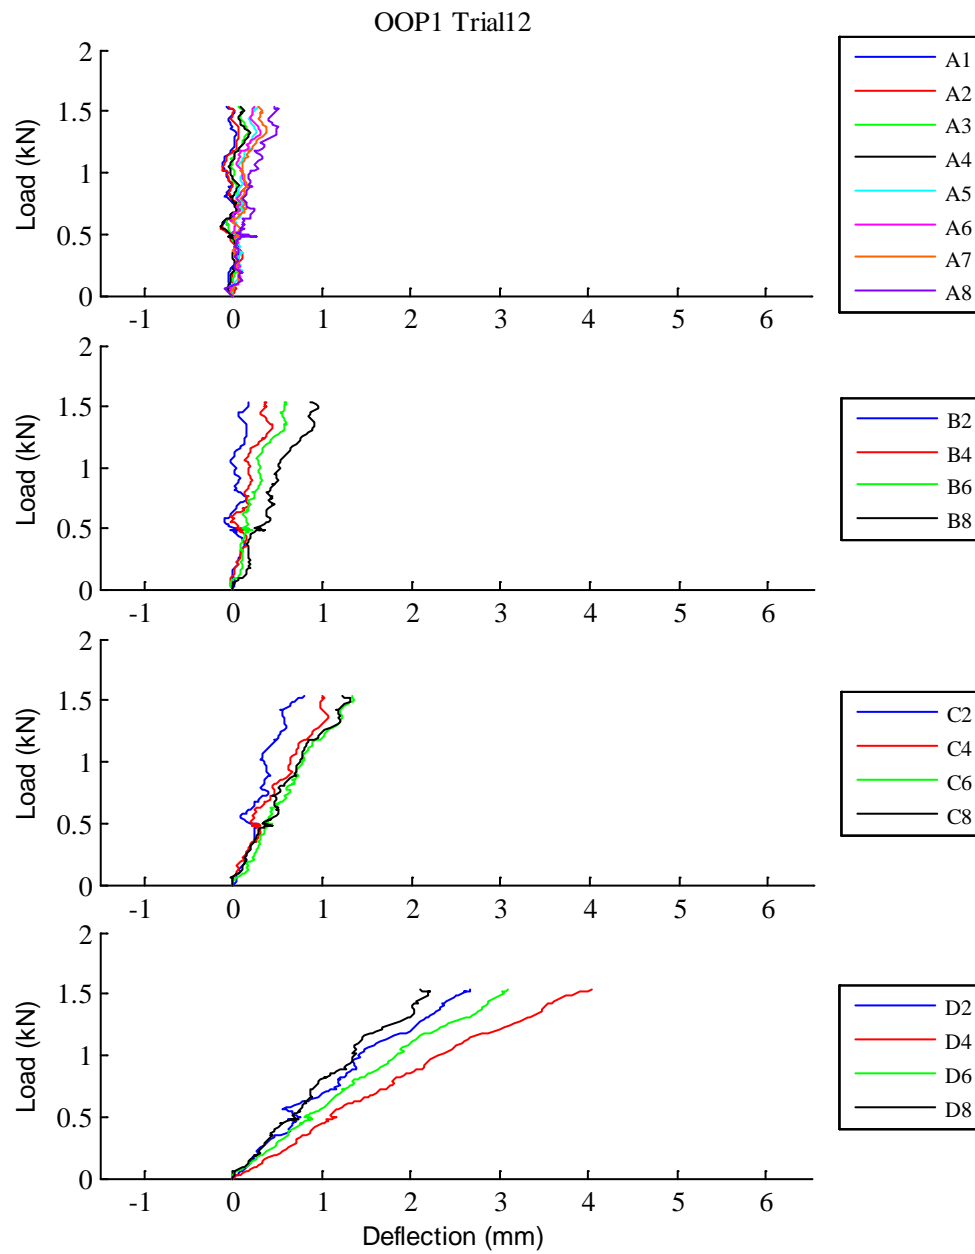 OOP1 Trial12
2
1.5
1
0.5
0
Load (kN)
-1 0 1 2 3 4 5 6
A1
A2
A3
A4
A5
A6
A7
A8
2
1.5
1
0.5
0
Load (kN)
-1 0 1 2 3 4 5 6
B2
B4
B6
B8
2
1.5
1
0.5
0
Load (kN)
-1 0 1 2 3 4 5 6
C2
C4
C6
C8
2
1.5
1
0.5
0
Load (kN)
-1 0 1 2 3 4 5 6
Deflection (mm)
D2
D4
D6
D8